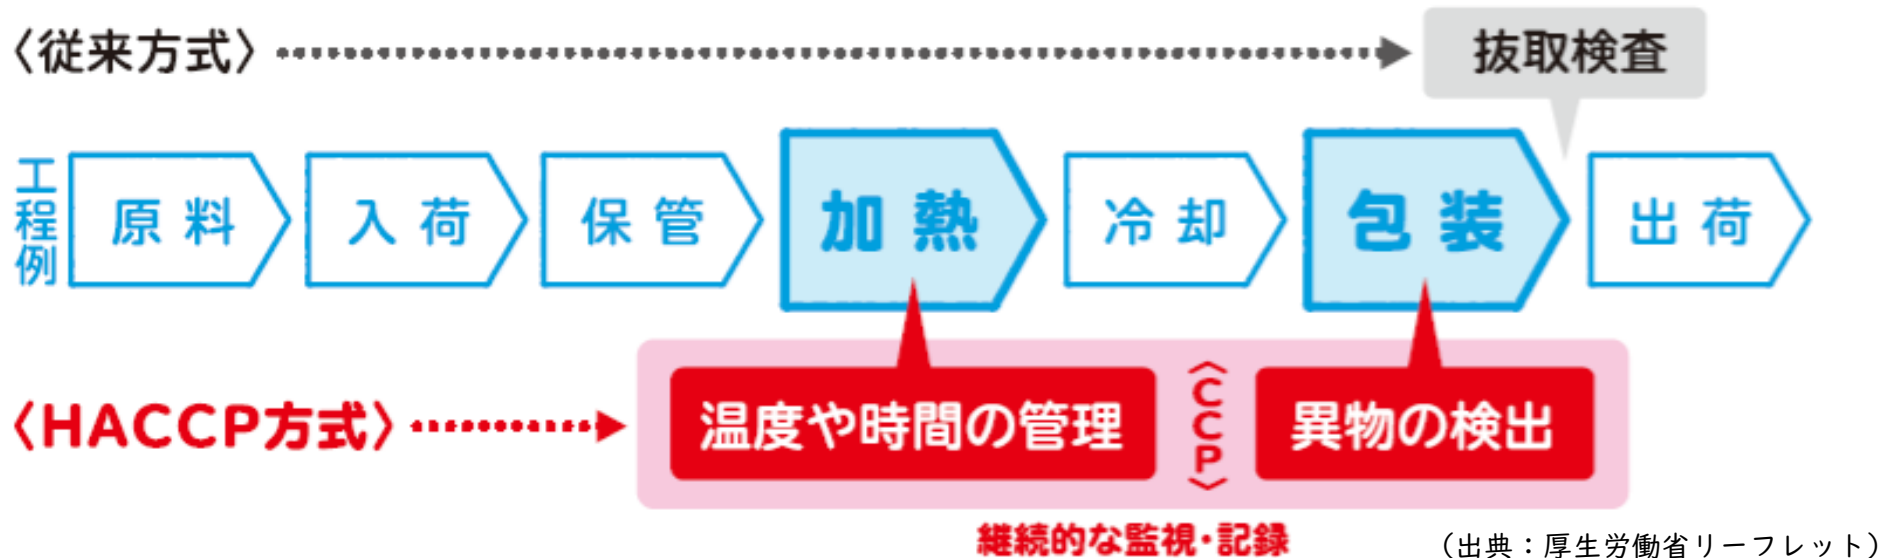 〈従来方式〉
抜取検査
工程例
原料
入荷
保管
加熱
冷却
包装
出荷
〈HACCP方式〉
温度や時間の管理
〈CCP〉
異物の検出
継続的な監視・記録
（出典：厚生労働省リーフレット）